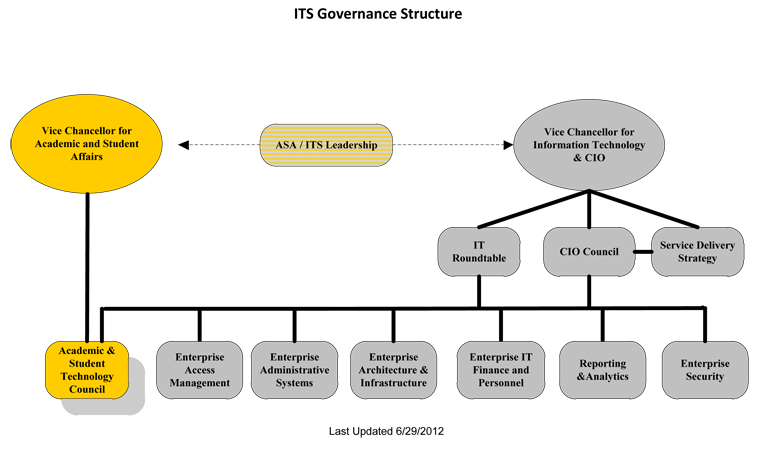 ITS Governance Structure
Vice Chancellor for
Academic and Student
Affairs
ASA / ITS Leadership
Vice Chancellor for
Information Technology
& CIO
IT
Roundtable
CIO Council
Service Delivery
Strategy
Academic &
Student
Technology
Council
Enterprise
Access
Management
Enterprise
Administrative
Systems
Enterprise
Architecture &
Infrastructure
Enterprise IT
Finance and
Personnel
Reporting
&Analytics
Enterprise
Security
Last Updated 6/29/2012